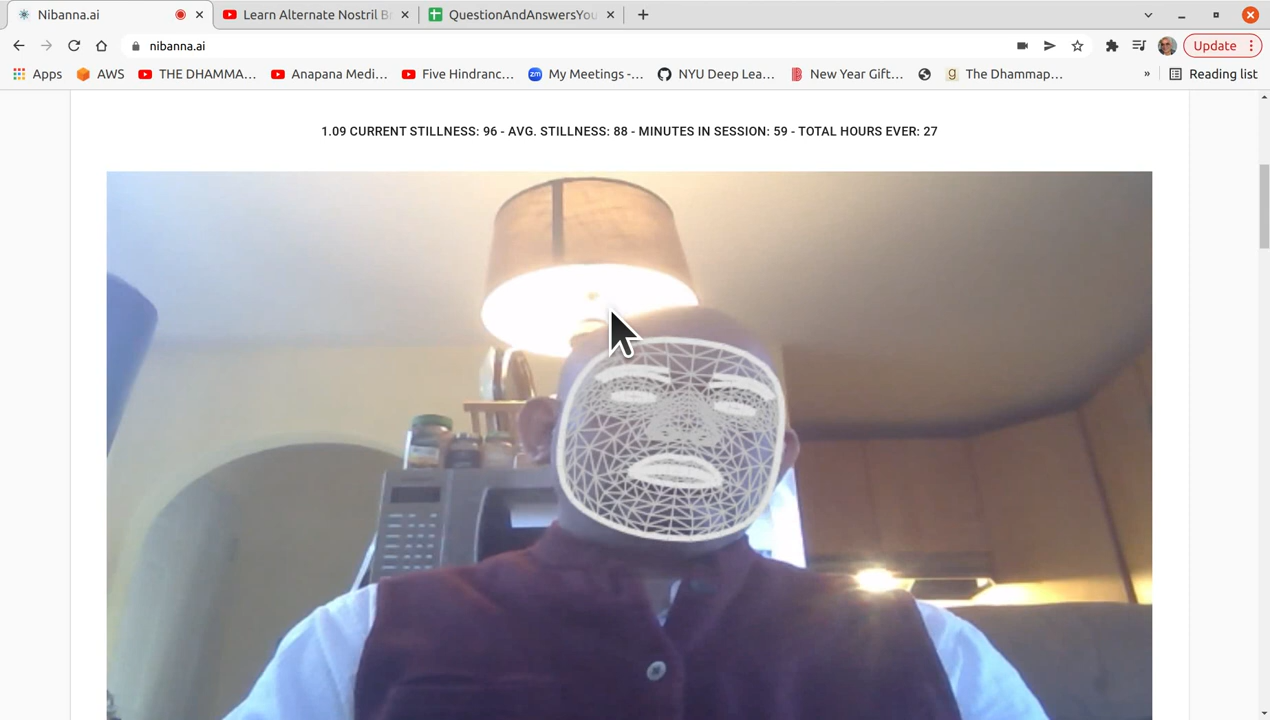 Nibanna.ai
Learn Alternate Nostril B
QuestionAndAnswersYou
nibanna.ai
Update
Apps
AWS
THE DHAMMA…
Anapana Medi…
Five Hindranc…
zm My Meetings -…
NYU Deep Lea…
New Year Gift…
g The Dhammap…
»
Reading list
1.09 CURRENT STILLNESS: 96 - AVG. STILLNESS: 88 - MINUTES IN SESSION: 59 - TOTAL HOURS EVER: 27